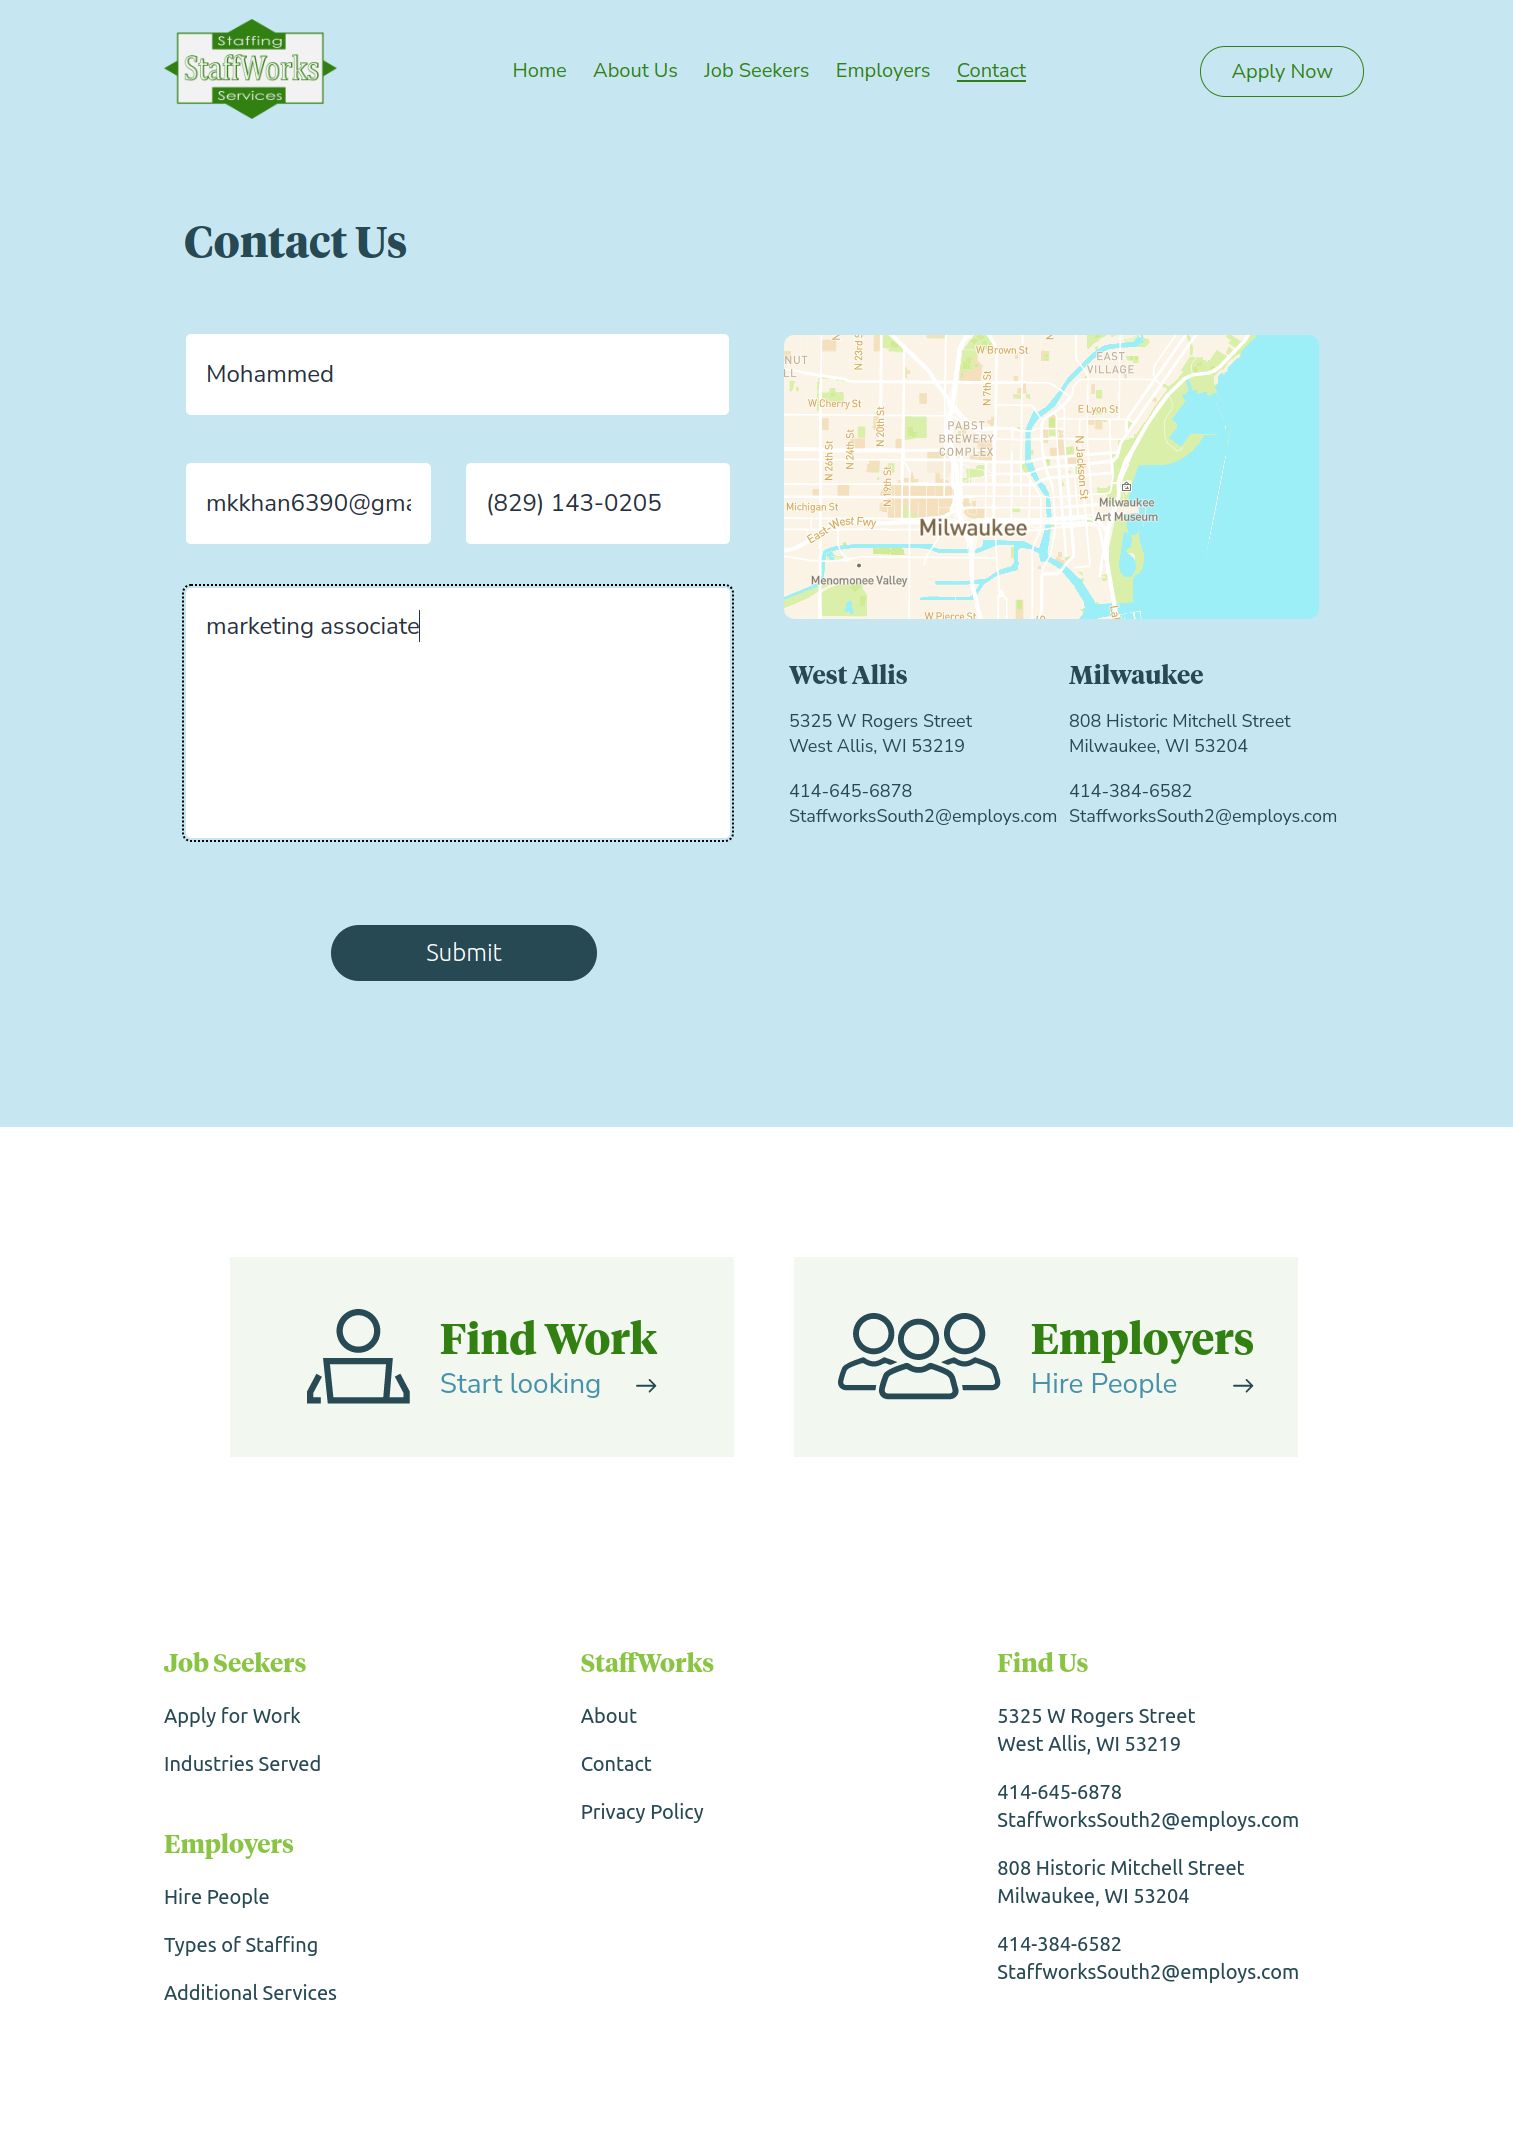 Staffing
StaffWorks
Services
Home
About Us
Job Seekers
Employers
Contact
Apply Now
Contact Us
Mohammed
mkkhan6390@gma
(829) 143-0205
marketing associate
Submit
N 23rd
W Brown St
EAST
VILLAGE
NUT
LL
N 7th St
W Cherry St
N 20th St
E Lyon St
PABST
BREWERY
COMPLEX
N 26th St
N 24th St
N Jackson St
N 19th St
Michigan St
East-West Fwy
Milwaukee
Art Museum
Milwaukee
Menomonee Valley
W Pierce St
West Allis
5325 W Rogers Street
West Allis, WI 53219
414-645-6878
StaffworksSouth2@employs.com
Milwaukee
808 Historic Mitchell Street
Milwaukee, WI 53204
414-384-6582
StaffworksSouth2@employs.com
Find Work
Start looking
Employers
Hire People
Job Seekers
Apply for Work
Industries Served
Employers
Hire People
Types of Staffing
Additional Services
StaffWorks
About
Contact
Privacy Policy
Find Us
5325 W Rogers Street
West Allis, WI 53219
414-645-6878
StaffworksSouth2@employs.com
808 Historic Mitchell Street
Milwaukee, WI 53204
414-384-6582
StaffworksSouth2@employs.com